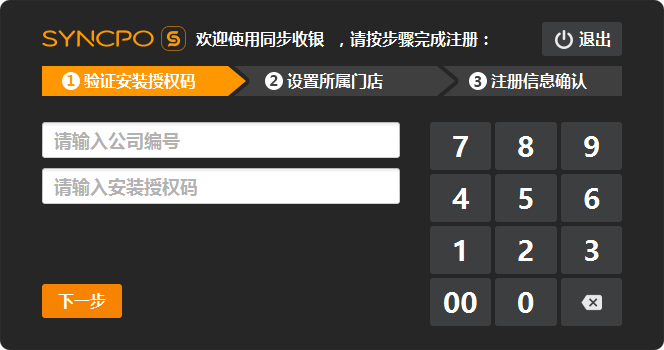 SYNCPO S 欢迎使用同步收银 ，请按步骤完成注册： 退出
1 验证安装授权码 2 设置所属门店 3 注册信息确认
请输入公司编号
请输入安装授权码
下一步
7 8 9
4 5 6
1 2 3
00 0